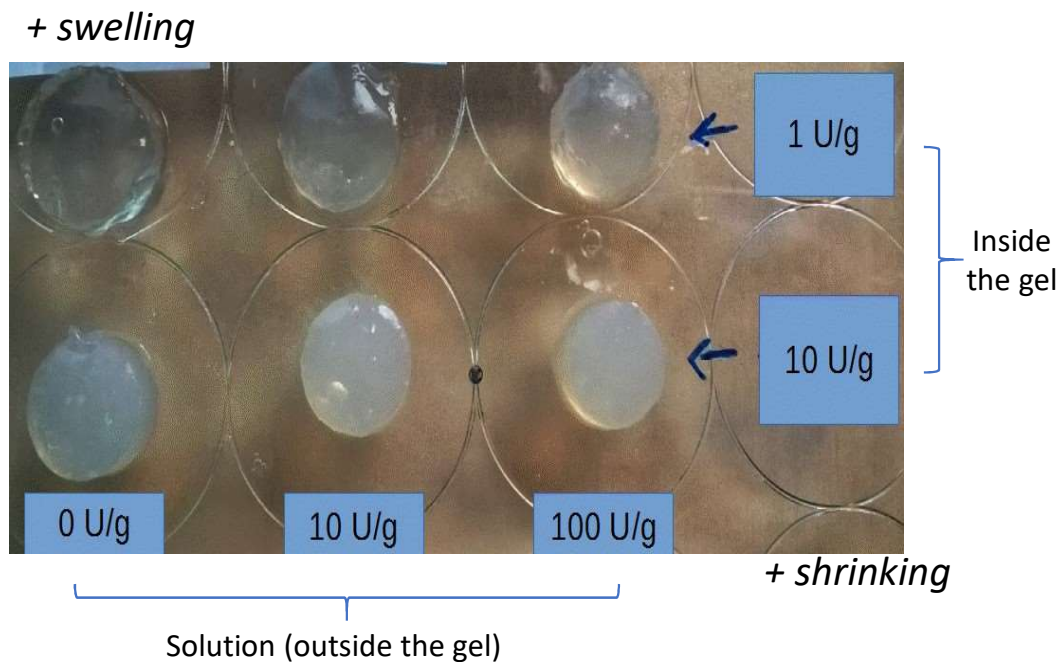 + swelling
1 U/g
Inside
the gel
10 U/g
0 U/g
10 U/g
100 U/g
+ shrinking
Solution (outside the gel)